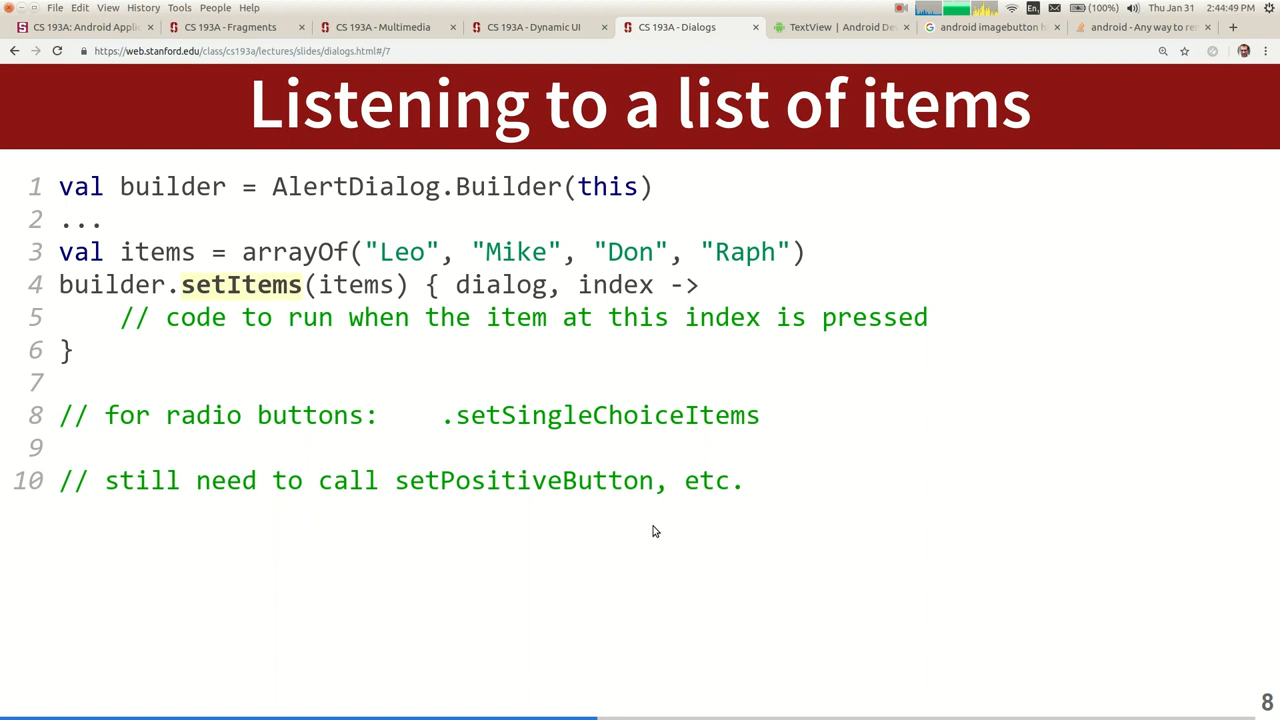 File Edit View History Tools People Help
En (100%) Thu Jan 31 2:44:49 PM
CS 193A: Android Applic CS 193A - Fragments CS 193A - Multimedia CS 193A - Dynamic UI CS 193A - Dialogs TextView | Android De android imagebutton h android - Any way to re
https://web.stanford.edu/class/cs193a/lectures/slides/dialogs.html#/7
Listening to a list of items
1 val builder = AlertDialog.Builder(this)
2 ...
3 val items = arrayOf("Leo", "Mike", "Don", "Raph")
4 builder.setItems(items) { dialog, index ->
5 // code to run when the item at this index is pressed
6 }
7
8 // for radio buttons: .setSingleChoiceItems
9
10 // still need to call setPositiveButton, etc.
8